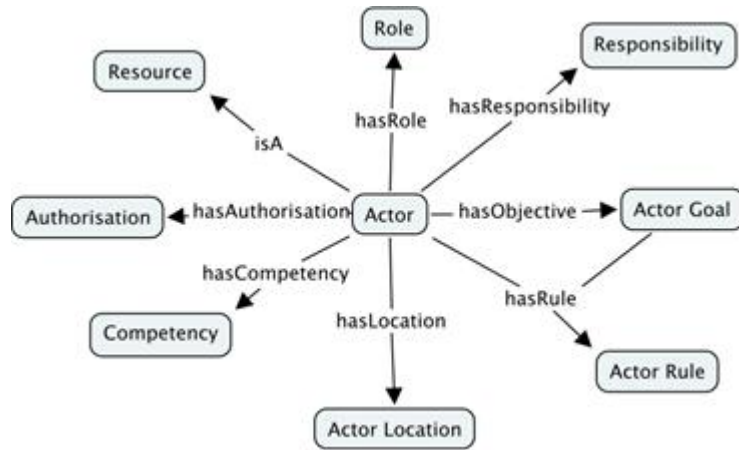 Role
Responsibility
Resource
hasResponsibility
hasRole
isA
Authorisation
hasAuthorisation
Actor
hasObjective
Actor Goal
hasCompetency
hasRule
hasLocation
Competency
Actor Rule
Actor Location